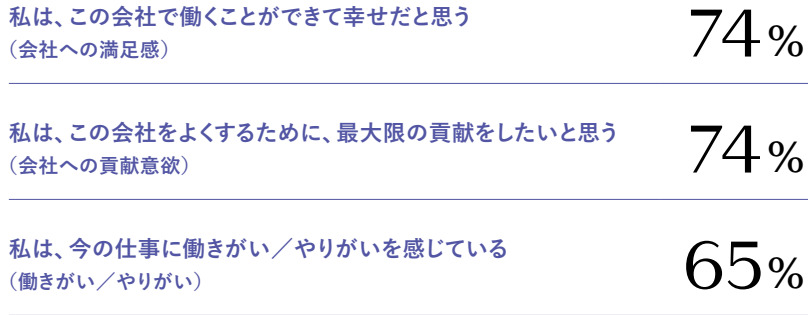 私は、この会社で働くことができて幸せだと思う
（会社への満足感）
74%
私は、この会社をよくするために、最大限の貢献をしたいと思う
（会社への貢献意欲）
74%
私は、今の仕事に働きがい／やりがいを感じている
（働きがい／やりがい）
65%